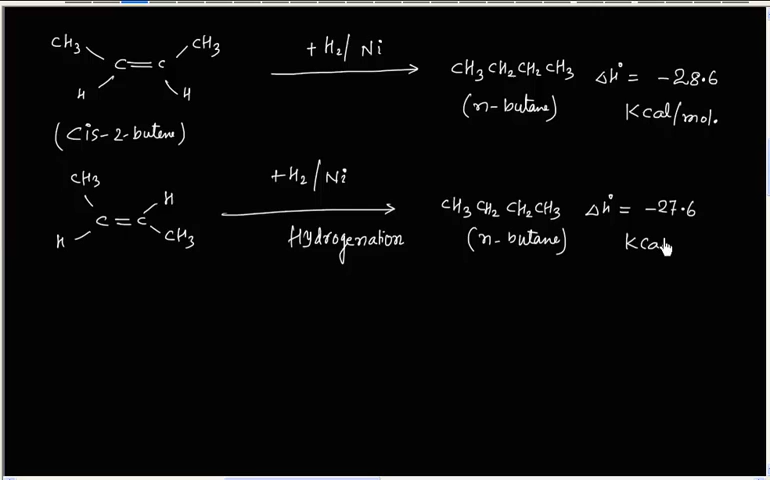 CH₃ CH₃
C = C
H H
+H₂/Ni
CH₃CH₂CH₂CH₃ ΔH° = -28.6
(n-butane) Kcal/mol.
(Cis-2-butene)
CH₃ H
C = C
H CH₃
+H₂/Ni
Hydrogenation
CH₃CH₂CH₂CH₃ ΔH° = -27.6
(n-butane) Kcal